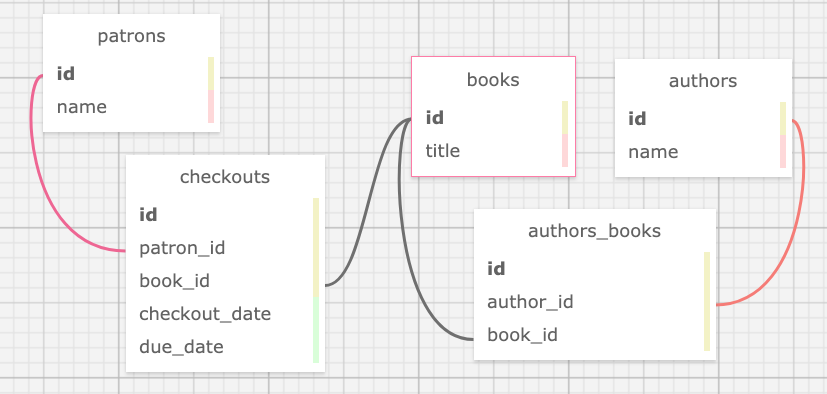 patrons
id
name
checkouts
id
patron_id
book_id
checkout_date
due_date
books
id
title
authors
id
name
authors_books
id
author_id
book_id